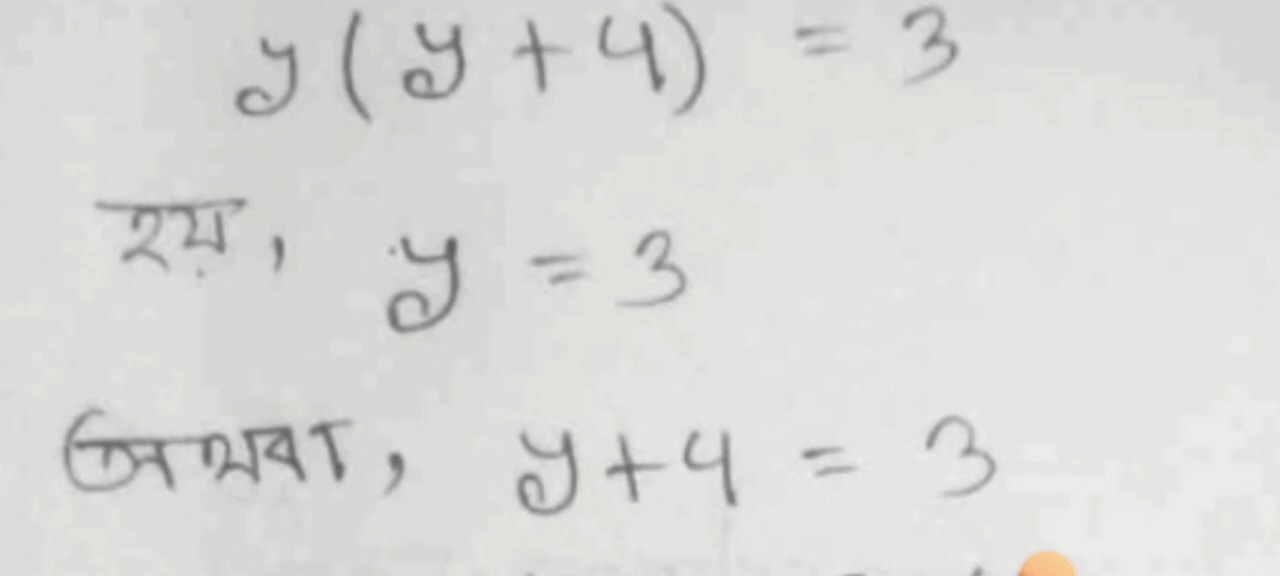 y(y+4) = 3
হয়, y = 3
অথবা, y+4 = 3